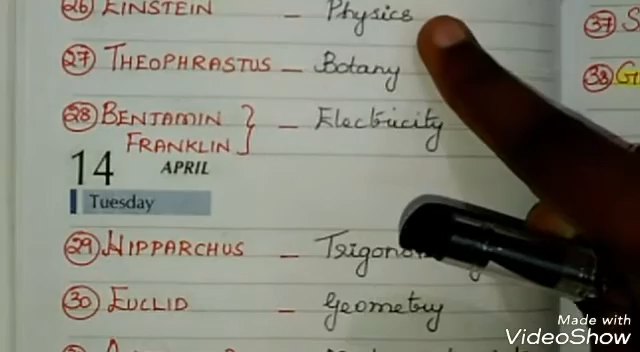 26 EINSTEIN – Physics
27 THEOPHRASTUS – Botany
28 BENJAMIN FRANKLIN } – Electricity
14 APRIL
Tuesday
29 HIPPARCHUS –
30 EUCLID – Geometry
37 S
38 G
Made with
VideoShow